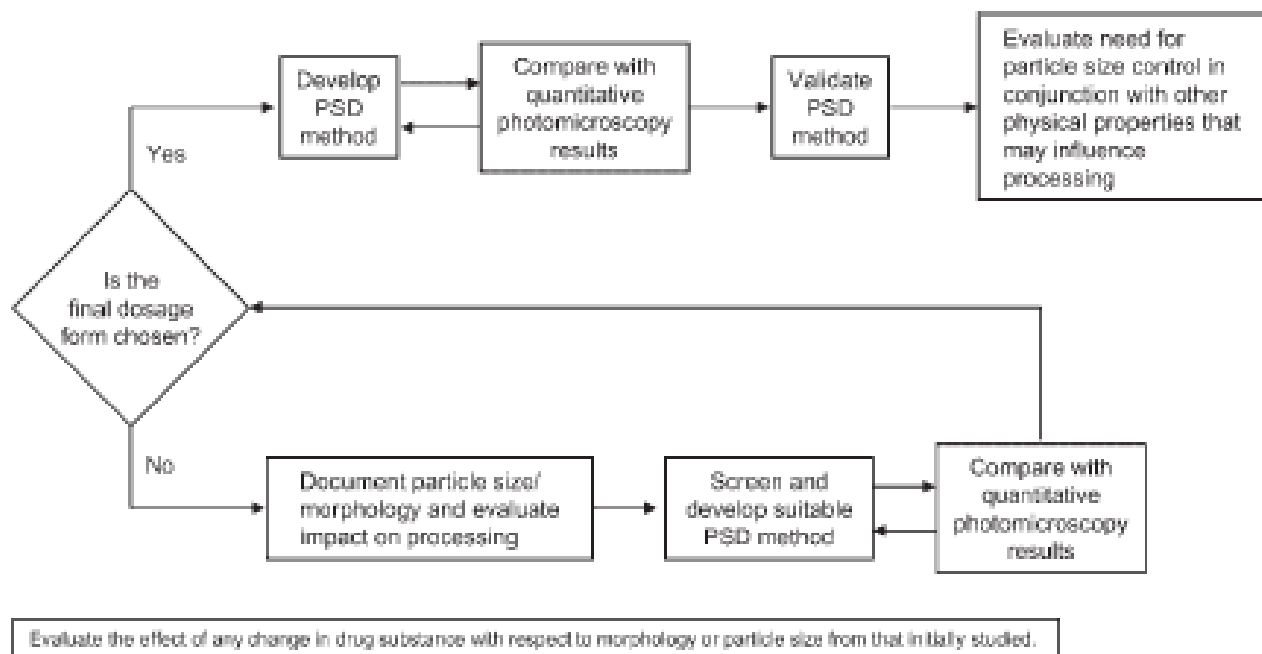 Develop
PSD
method
Compare with
quantitative
photomicroscopy
results
Validate
PSD
method
Evaluate need for
particle size control in
conjunction with other
physical properties that
may influence
processing
Yes
Is the
final dosage
form chosen?
No
Document particle size/
morphology and evaluate
impact on processing
Screen and
develop suitable
PSD method
Compare with
quantitative
photomicroscopy
results
Evaluate the effect of any change in drug substance with respect to morphology or particle size from that initially studied.